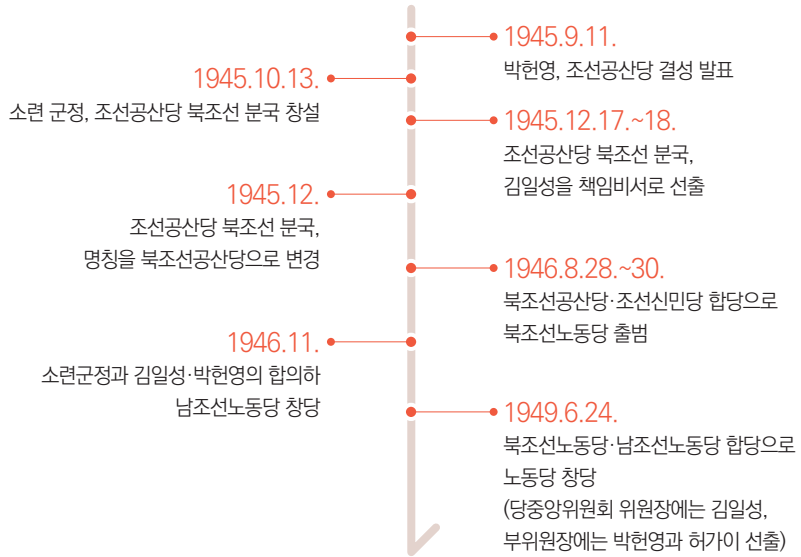 1945.9.11.
박헌영, 조선공산당 결성 발표
1945.10.13.
소련 군정, 조선공산당 북조선 분국 창설
1945.12.17.~18.
조선공산당 북조선 분국,
김일성을 책임비서로 선출
1945.12.
조선공산당 북조선 분국,
명칭을 북조선공산당으로 변경
1946.8.28.~30.
북조선공산당·조선신민당 합당으로
북조선노동당 출범
1946.11.
소련군정과 김일성·박헌영의 합의하
남조선노동당 창당
1949.6.24.
북조선노동당·남조선노동당 합당으로
노동당 창당
(당중앙위원회 위원장에는 김일성,
부위원장에는 박헌영과 허가이 선출)